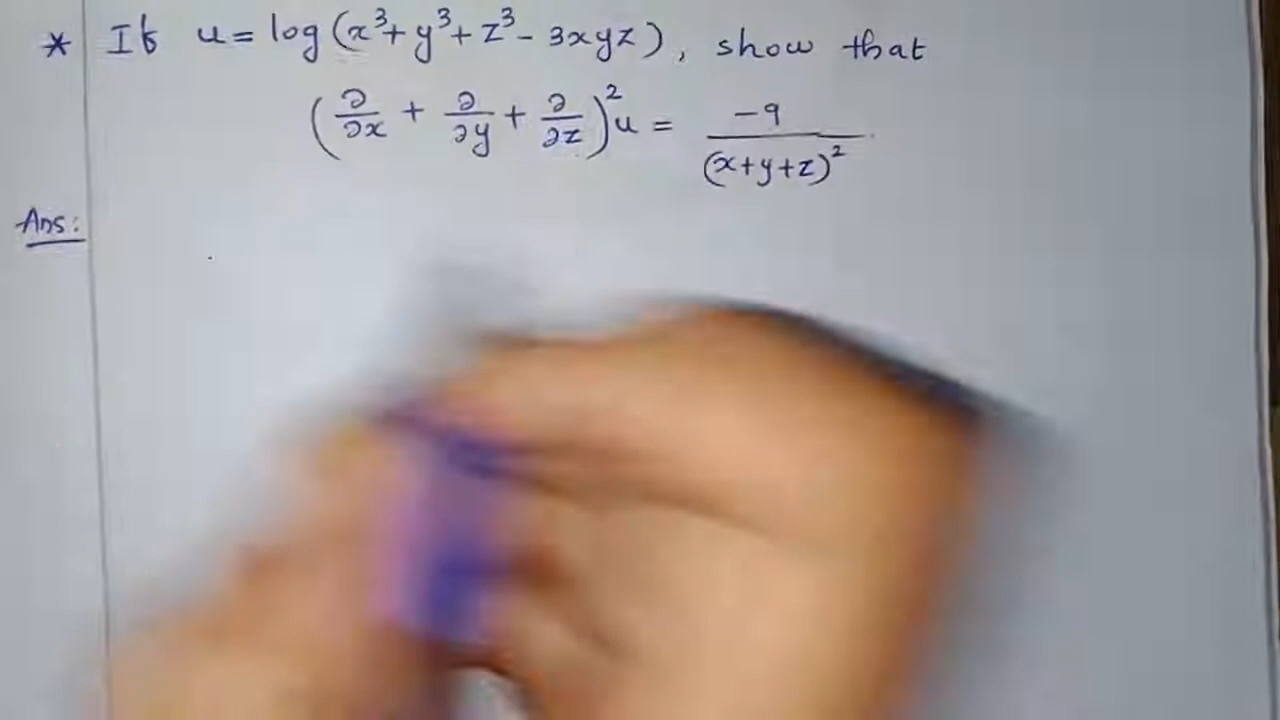 * If u = log (x³ + y³ + z³ - 3xyz), show that
(∂/∂x + ∂/∂y + ∂/∂z)² u = -9/(x+y+z)²
Ans: